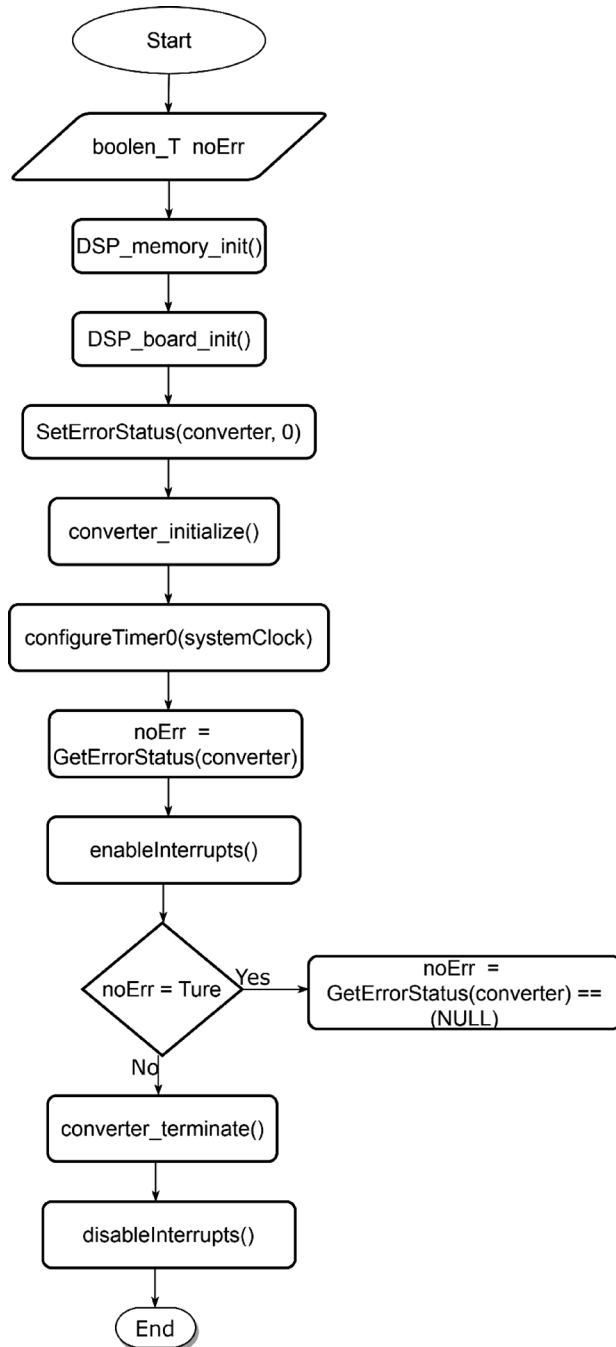 Start
boolen_T noErr
DSP_memory_init()
DSP_board_init()
SetErrorStatus(converter, 0)
converter_initialize()
configureTimer0(systemClock)
noErr =
GetErrorStatus(converter)
enableInterrupts()
noErr = Ture
Yes
noErr =
GetErrorStatus(converter) ==
(NULL)
No
converter_terminate()
disableInterrupts()
End